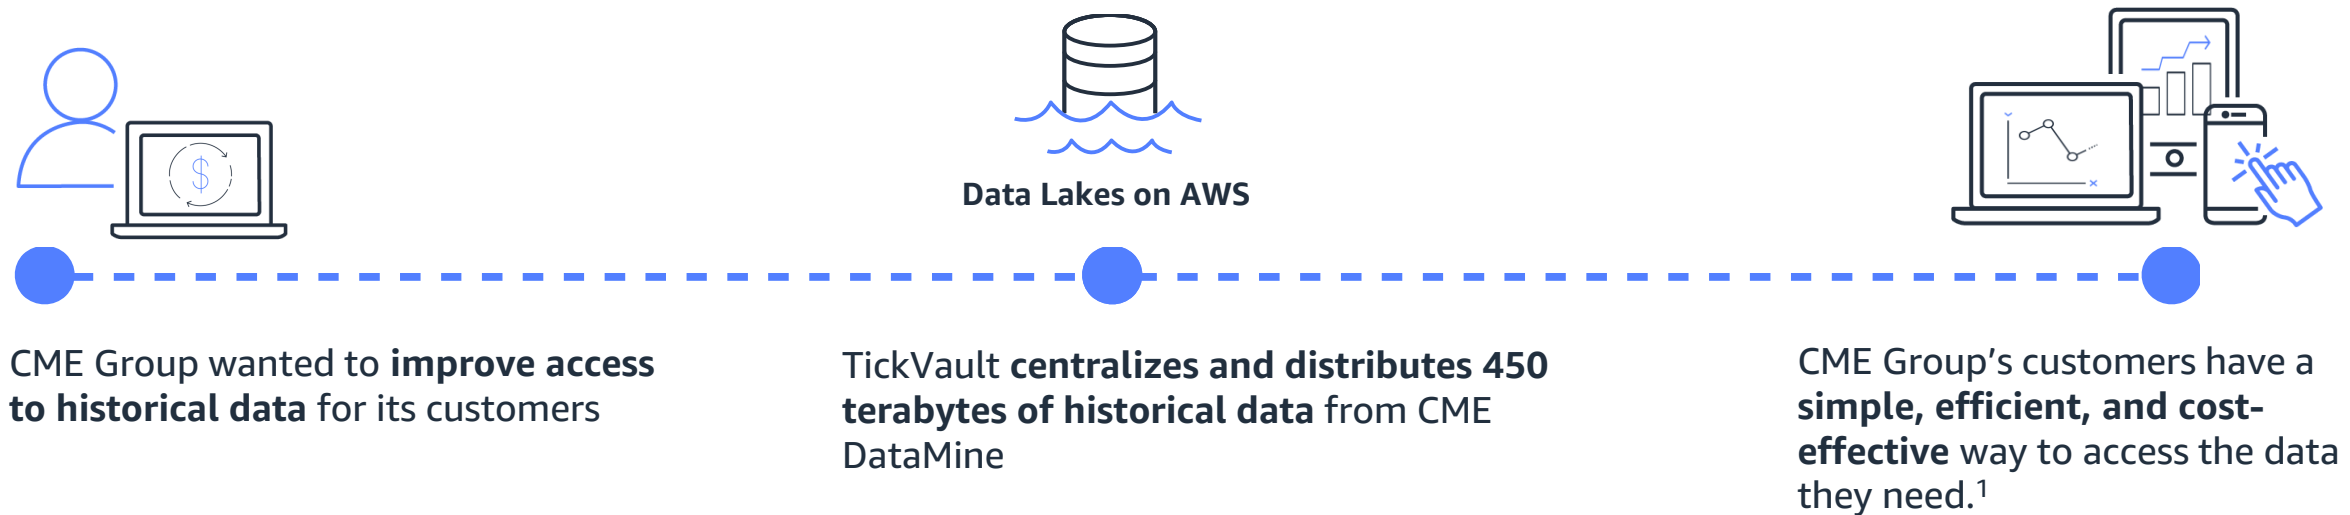 Data Lakes on AWS
CME Group wanted to improve access
to historical data for its customers
TickVault centralizes and distributes 450
terabytes of historical data from CME
DataMine
CME Group’s customers have a
simple, efficient, and cost-
effective way to access the data
they need.¹